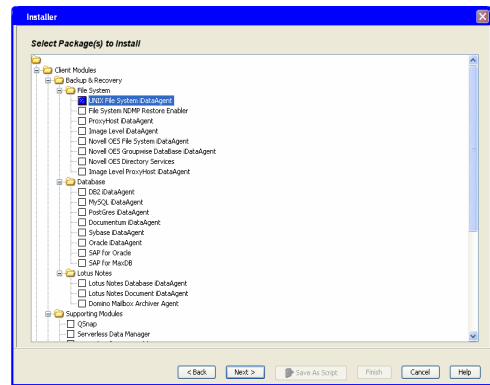 Installer
Select Package(s) to Install
Client Modules
Backup & Recovery
File System
UNIX File System iDataAgent
File System NDMP Restore Enabler
ProxyHost iDataAgent
Image Level iDataAgent
Novell OES File System iDataAgent
Novell OES Groupwise DataBase iDataAgent
Novell OES Directory Services
Image Level ProxyHost iDataAgent
Database
DB2 iDataAgent
MySQL iDataAgent
PostGres iDataAgent
Documentum iDataAgent
Sybase iDataAgent
Oracle iDataAgent
SAP for Oracle
SAP for MaxDB
Lotus Notes
Lotus Notes Database iDataAgent
Lotus Notes Document iDataAgent
Domino Mailbox Archiver Agent
Supporting Modules
QSnap
Serverless Data Manager
< Back Next > Save As Script Finish Cancel Help